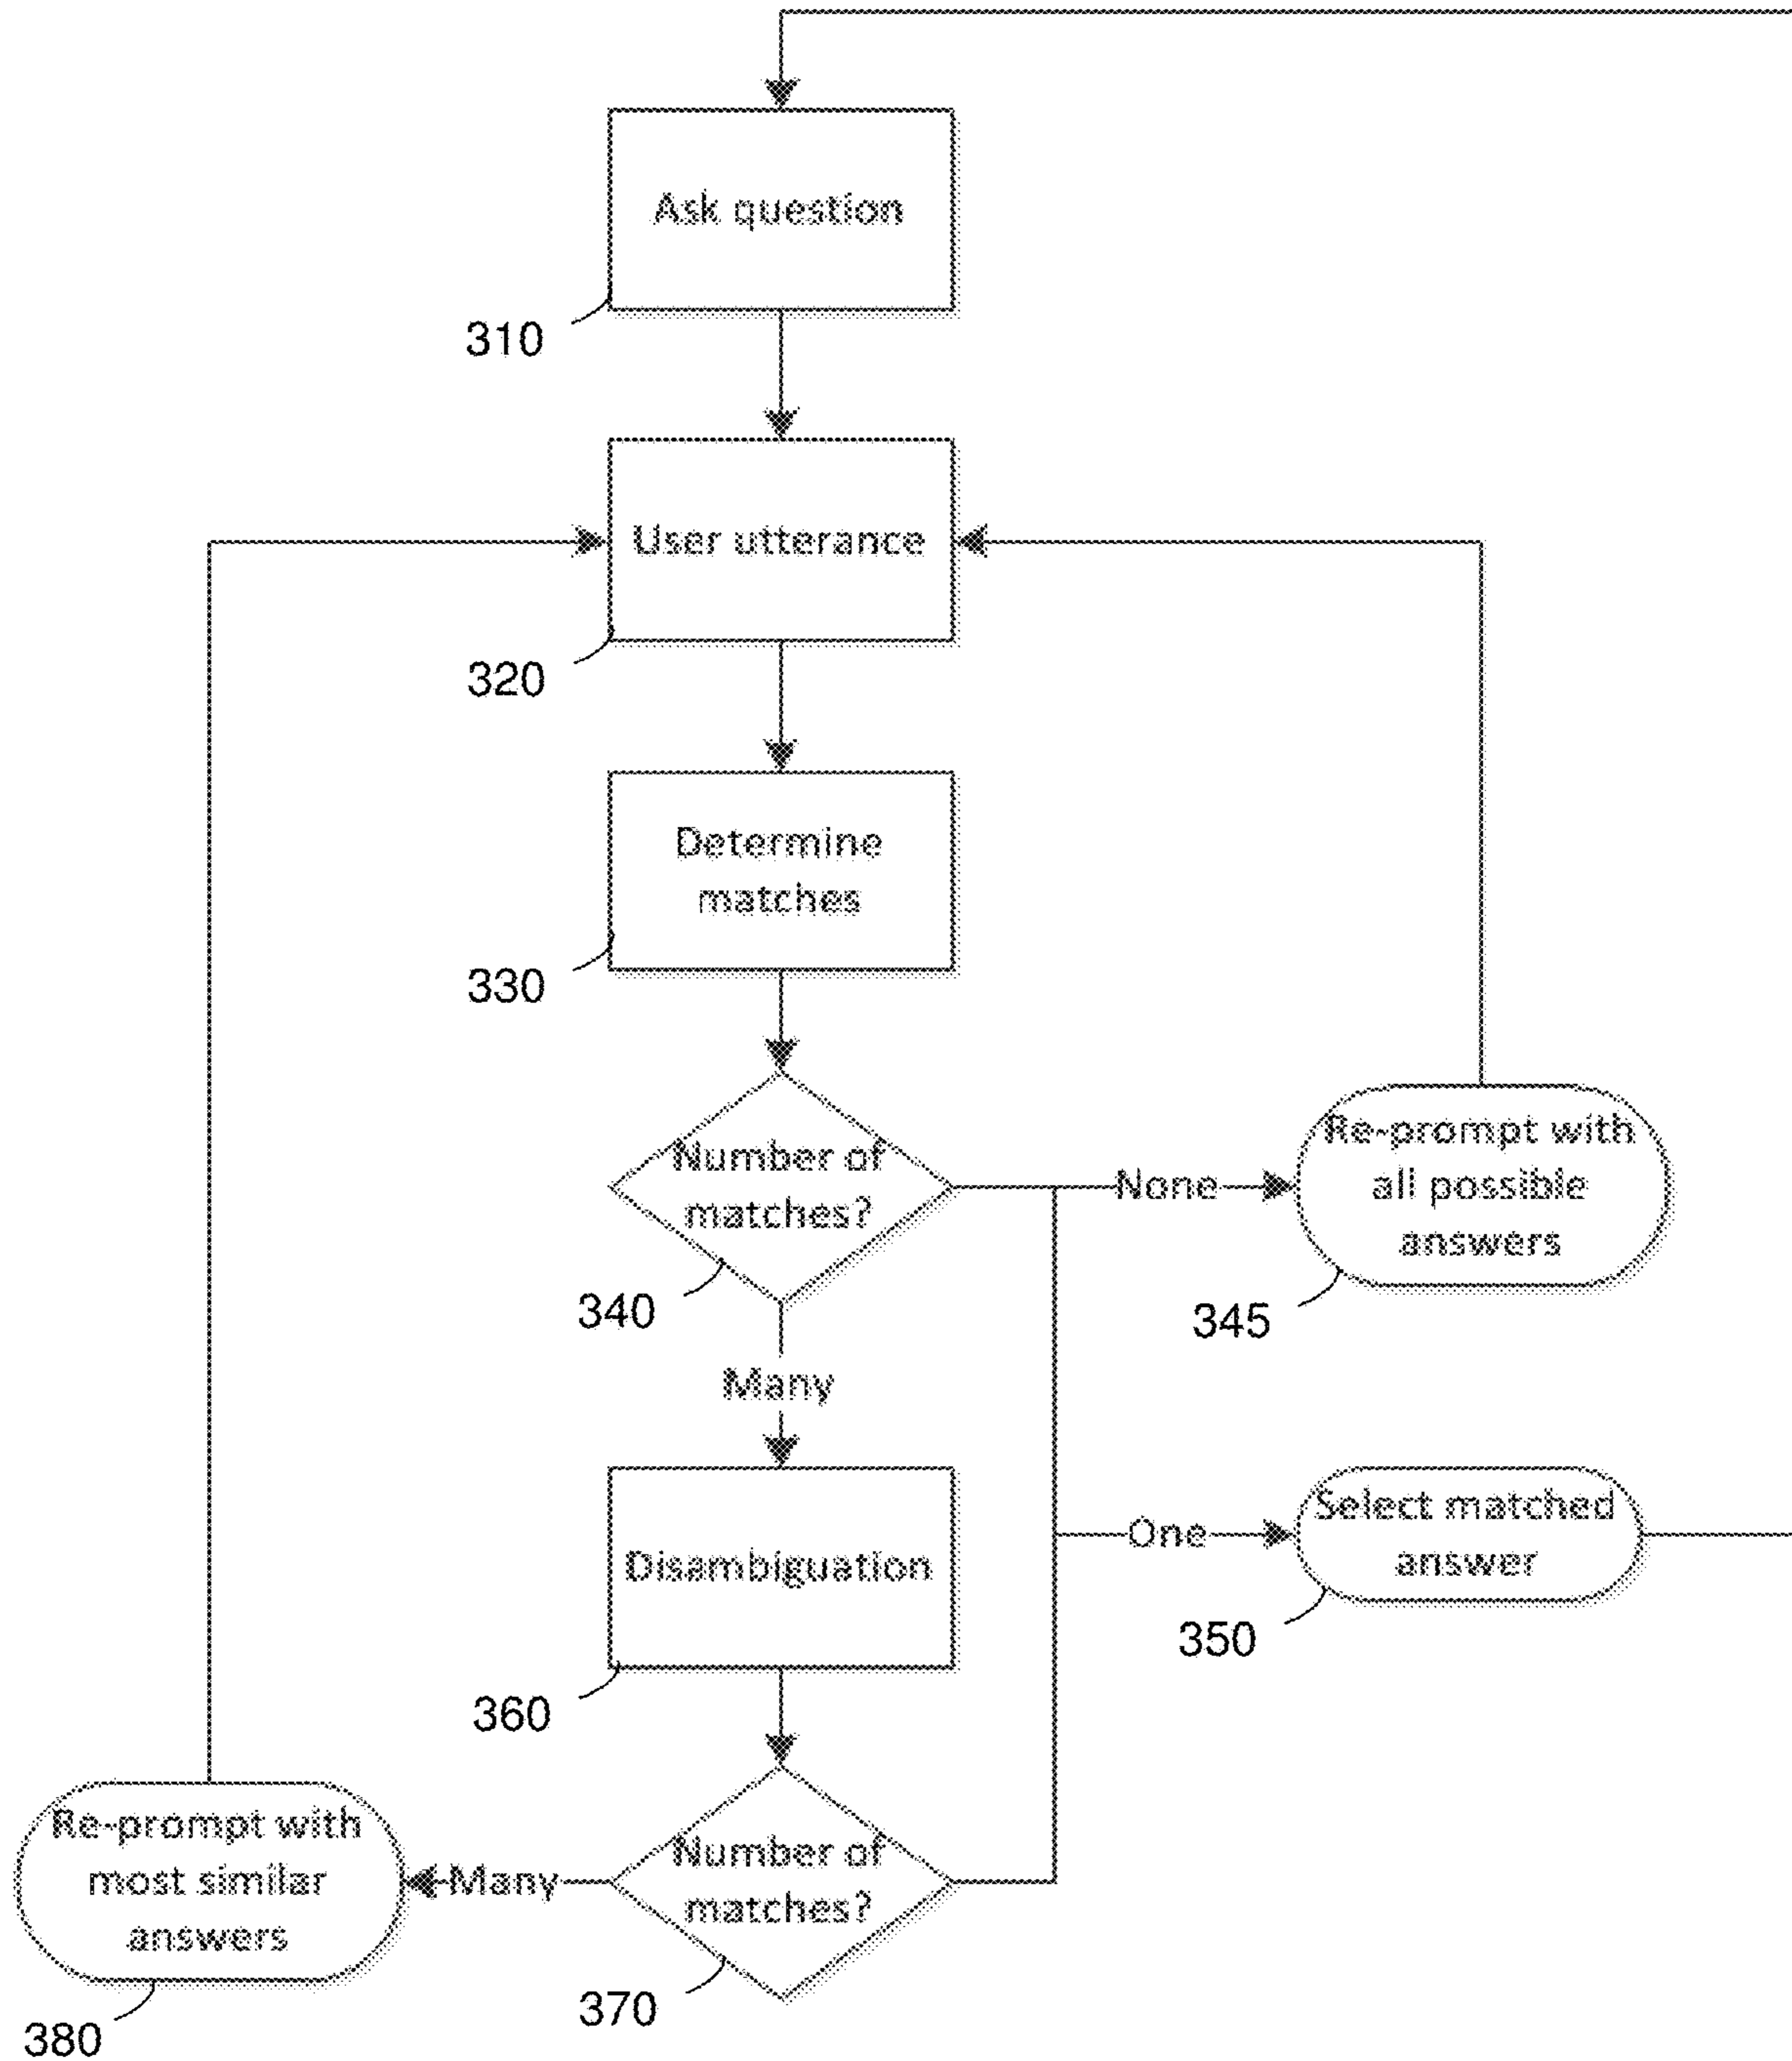 Ask question
310
User utterance
320
Determine
matches
330
Number of
matches?
340
None
Re-prompt with
all possible
answers
345
Many
One
Select matched
answer
350
Disambiguation
360
Number of
matches?
370
Many
Re-prompt with
most similar
answers
380